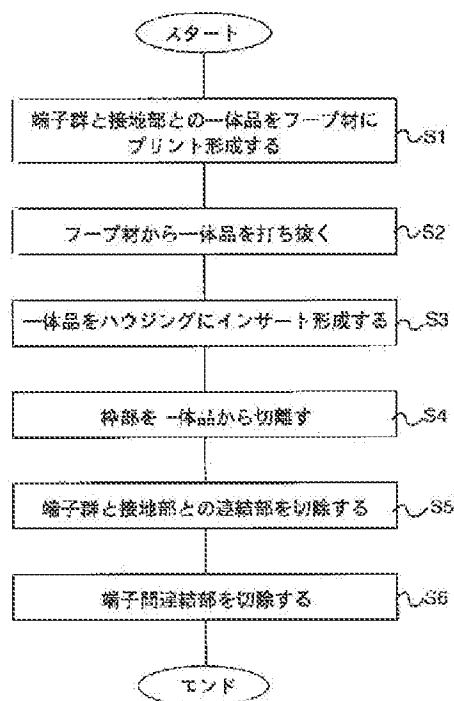 スタート
端子群と接地部との一体品をフープ材に
プリント形成する
S1
フープ材から一体品を打ち抜く
S2
一体品をハウジングにインサート形成する
S3
枠部を一体品から切離す
S4
端子群と接地部との連結部を切除する
S5
端子間連結部を切除する
S6
エンド